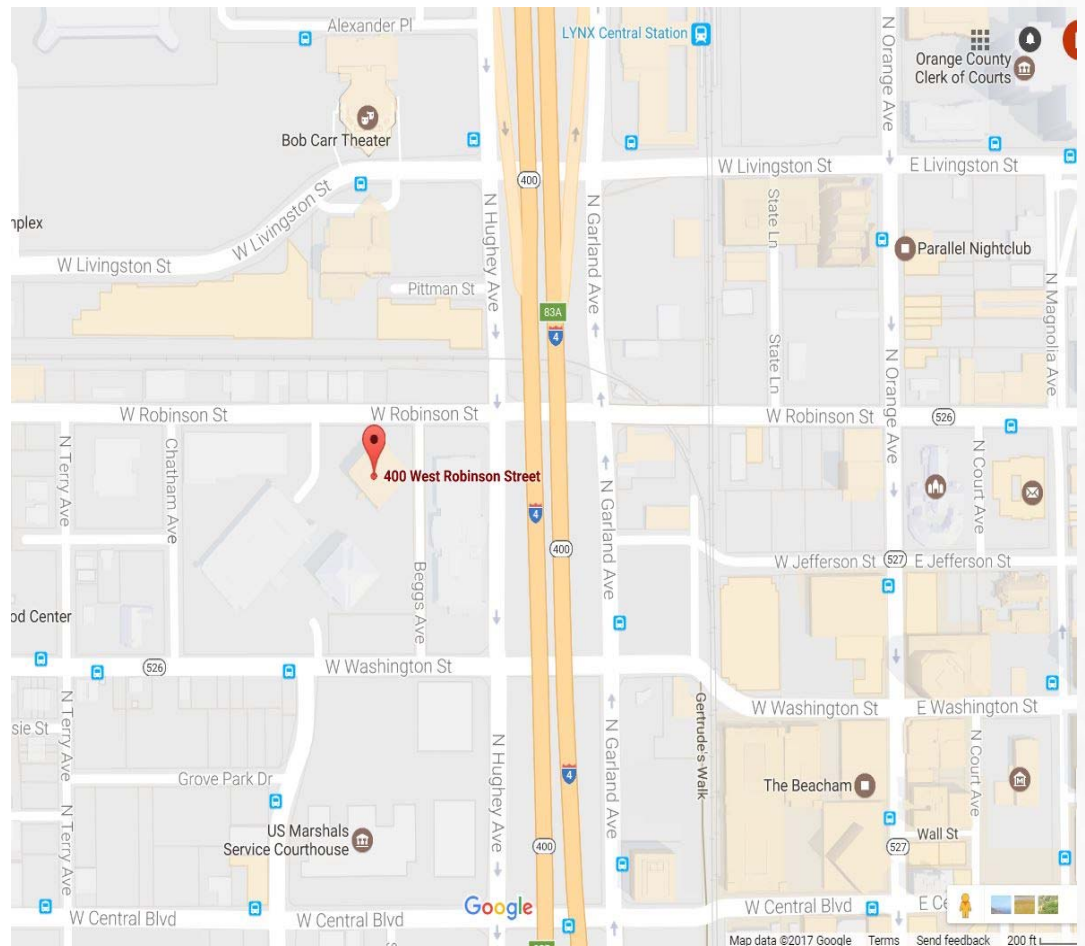 Alexander Pl
LYNX Central Station
N Orange Ave
Orange County
Clerk of Courts
Bob Carr Theater
W Livingston St
E Livingston St
400
W Livingston St
nplex
N Hughey Ave
N Garland Ave
State Ln
Parallel Nightclub
W Livingston St
Pittman St
N Magnolia Ave
83A
4
State Ln
N Orange Ave
W Robinson St
W Robinson St
W Robinson St
526
N Terry Ave
Chatham Ave
400 West Robinson Street
N Garland Ave
N Court Ave
4
400
Beggs Ave
W Jefferson St
527
E Jefferson St
od Center
526
W Washington St
N Terry Ave
sie St
Gertrude's Walk
W Washington St
E Washington St
N Hughey Ave
N Garland Ave
N Court Ave
4
Grove Park Dr
The Beacham
M
N Terry Ave
US Marshals
Service Courthouse
400
Wall St
527
W Central Blvd
W Central Blvd
Google
W Central Blvd
E Ce
Map data ©2017 Google Terms Send feedback 200 ft